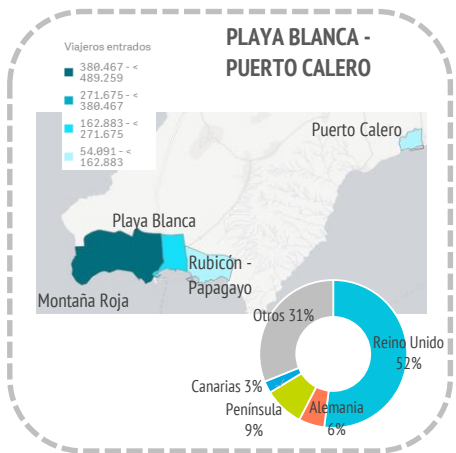 PLAYA BLANCA -
PUERTO CALERO
Viajeros entrados
380.467 - <
489.259
271.675 - <
380.467
162.883 - <
271.675
54.091 - <
162.883
Puerto Calero
Playa Blanca
Rubicón -
Papagayo
Montaña Roja
Otros 31%
Reino Unido
52%
Canarias 3%
Península
9%
Alemania
6%